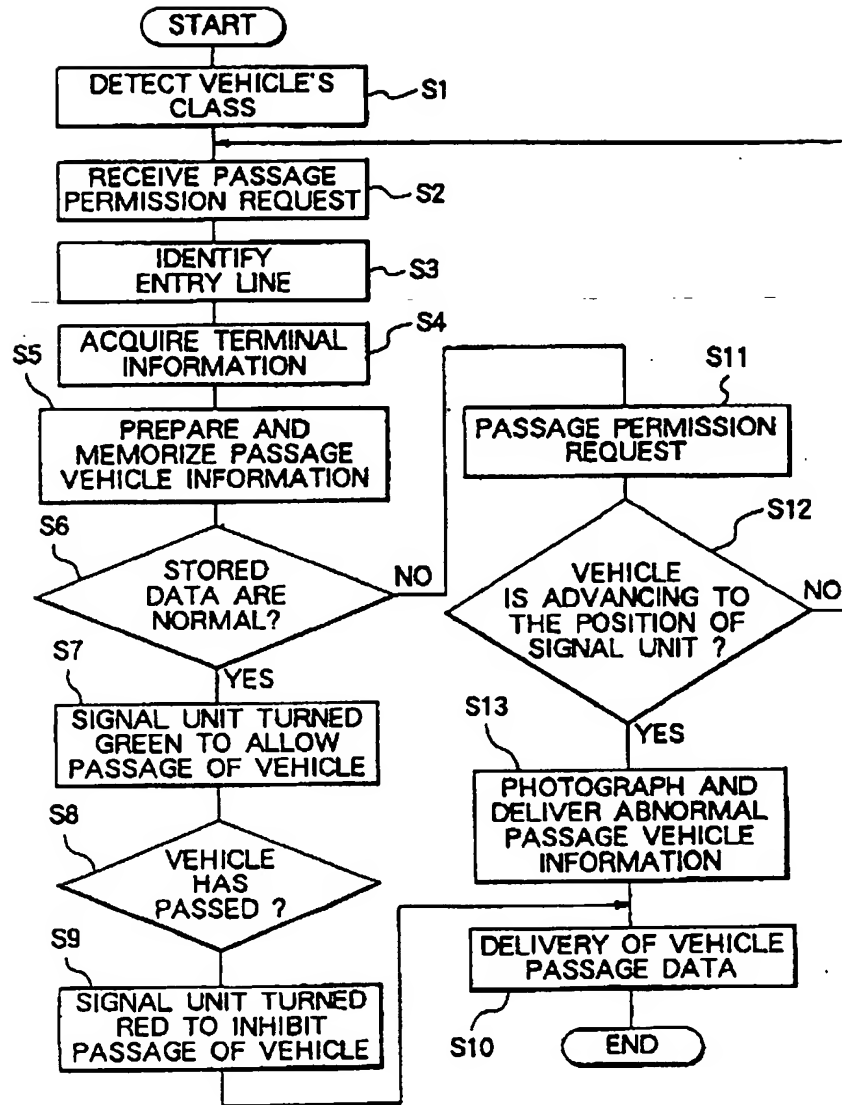 START
DETECT VEHICLE'S
CLASS
S1
RECEIVE PASSAGE
PERMISSION REQUEST
S2
IDENTIFY
ENTRY LINE
S3
ACQUIRE TERMINAL
INFORMATION
S4
S5
PREPARE AND
MEMORIZE PASSAGE
VEHICLE INFORMATION
S6
STORED
DATA ARE
NORMAL?
NO
YES
S7
SIGNAL UNIT TURNED
GREEN TO ALLOW
PASSAGE OF VEHICLE
S8
VEHICLE
HAS
PASSED ?
S9
SIGNAL UNIT TURNED
RED TO INHIBIT
PASSAGE OF VEHICLE
S11
PASSAGE PERMISSION
REQUEST
S12
VEHICLE
IS ADVANCING TO
THE POSITION OF
SIGNAL UNIT ?
NO
YES
S13
PHOTOGRAPH AND
DELIVER ABNORMAL
PASSAGE VEHICLE
INFORMATION
DELIVERY OF VEHICLE
PASSAGE DATA
S10
END